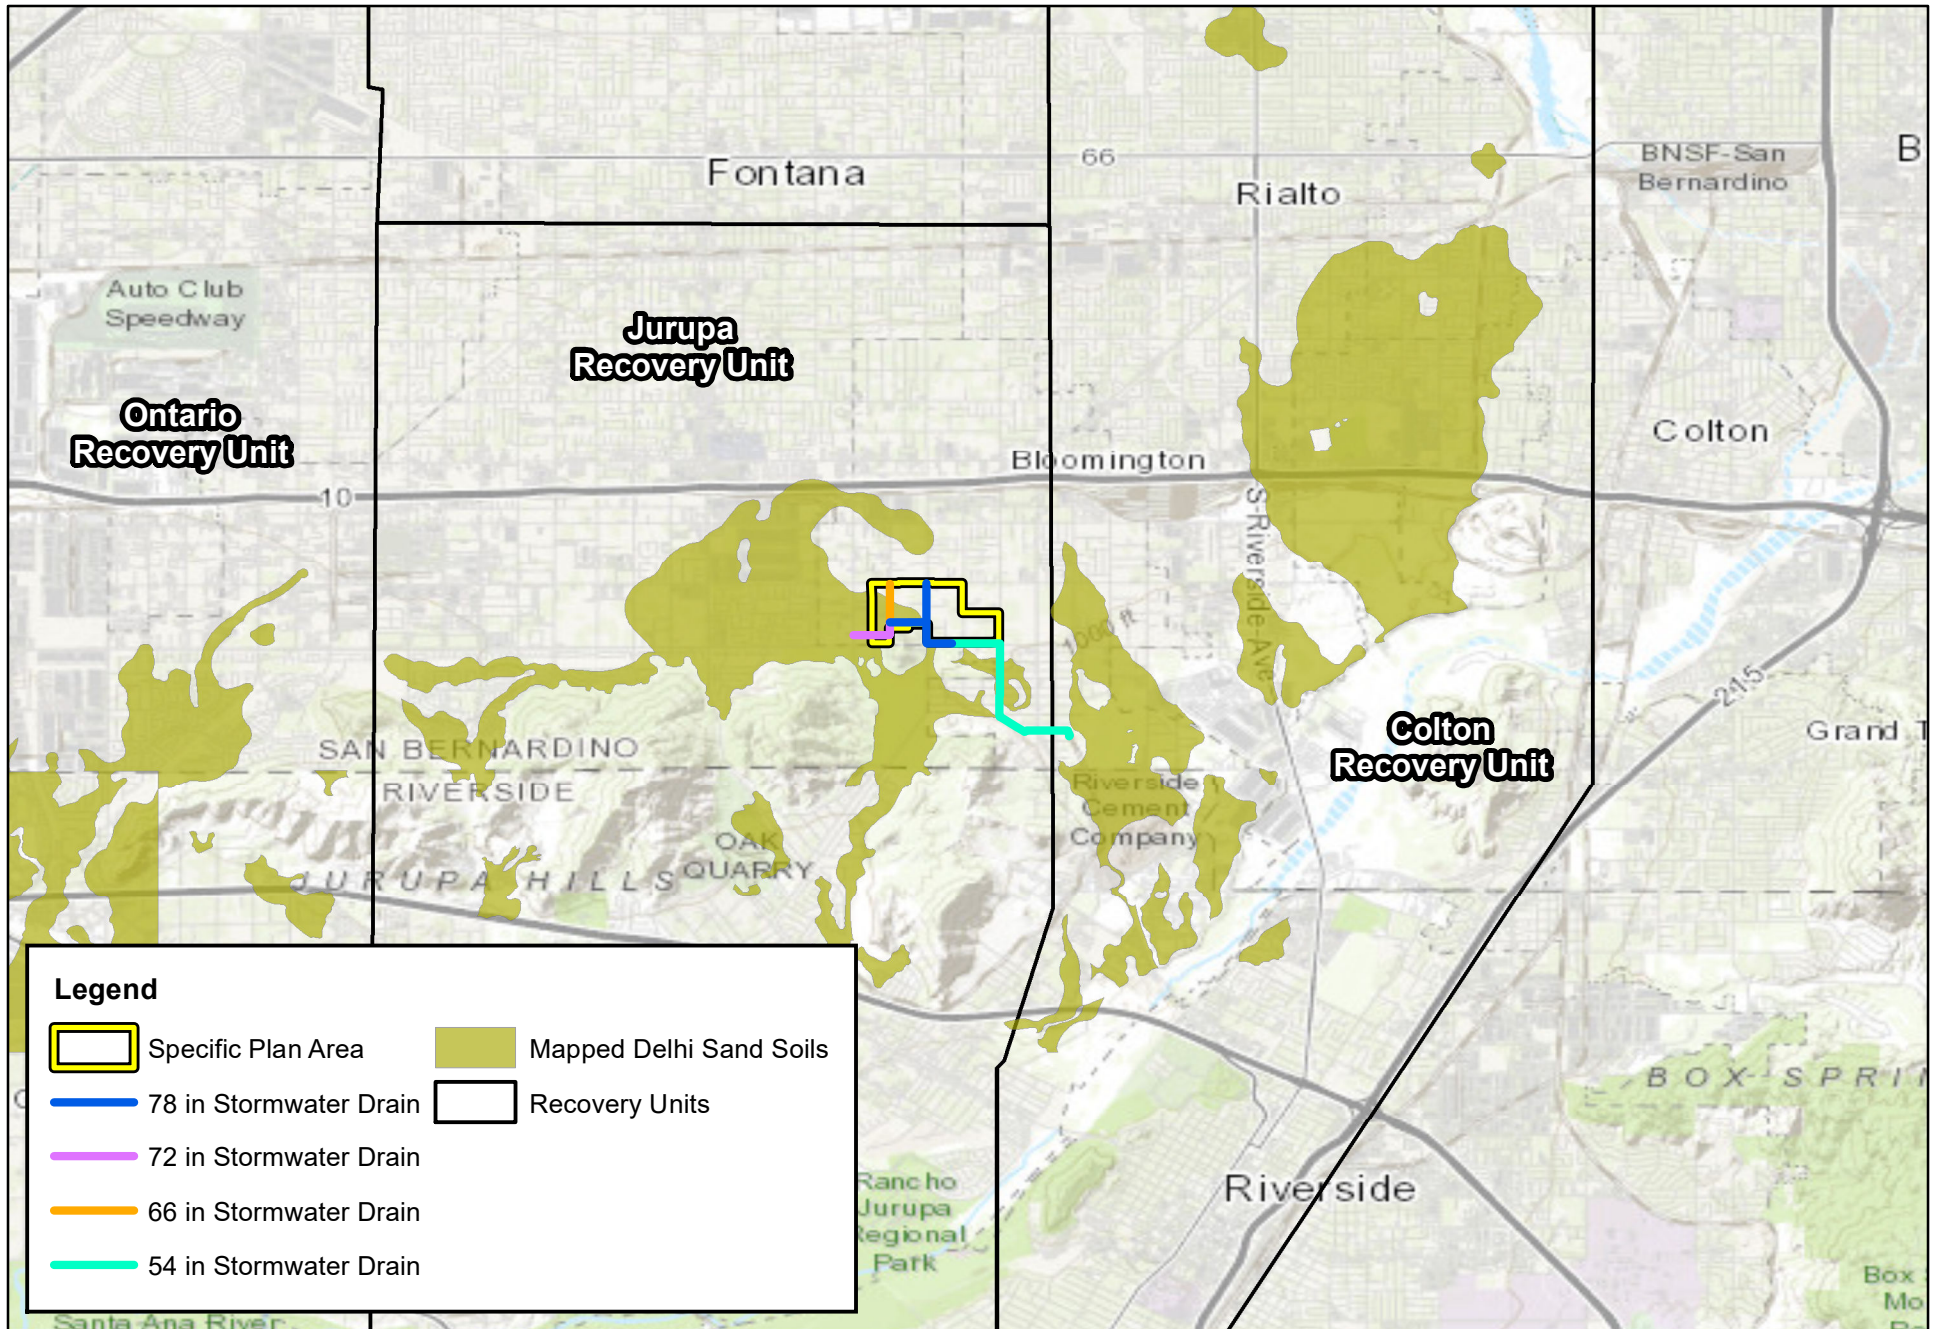 Fontana
66
Rialto
BNSF-San
Bernardino
B
Auto Club
Speedway
Jurupa
Recovery Unit
Ontario
Recovery Unit
Colton
Bloomington
10
S-Riverside-Ave
1000 ft
215
Grand T
Colton
Recovery Unit
SAN BERNARDINO
RIVERSIDE
Riverside
Cement
Company
OAK
QUARRY
JURUPA HILLS
Legend
Specific Plan Area
Mapped Delhi Sand Soils
78 in Stormwater Drain
Recovery Units
72 in Stormwater Drain
66 in Stormwater Drain
54 in Stormwater Drain
BOX SPRI
Rancho
Jurupa
Regional
Park
Riverside
Box
Mo
Santa Ana River